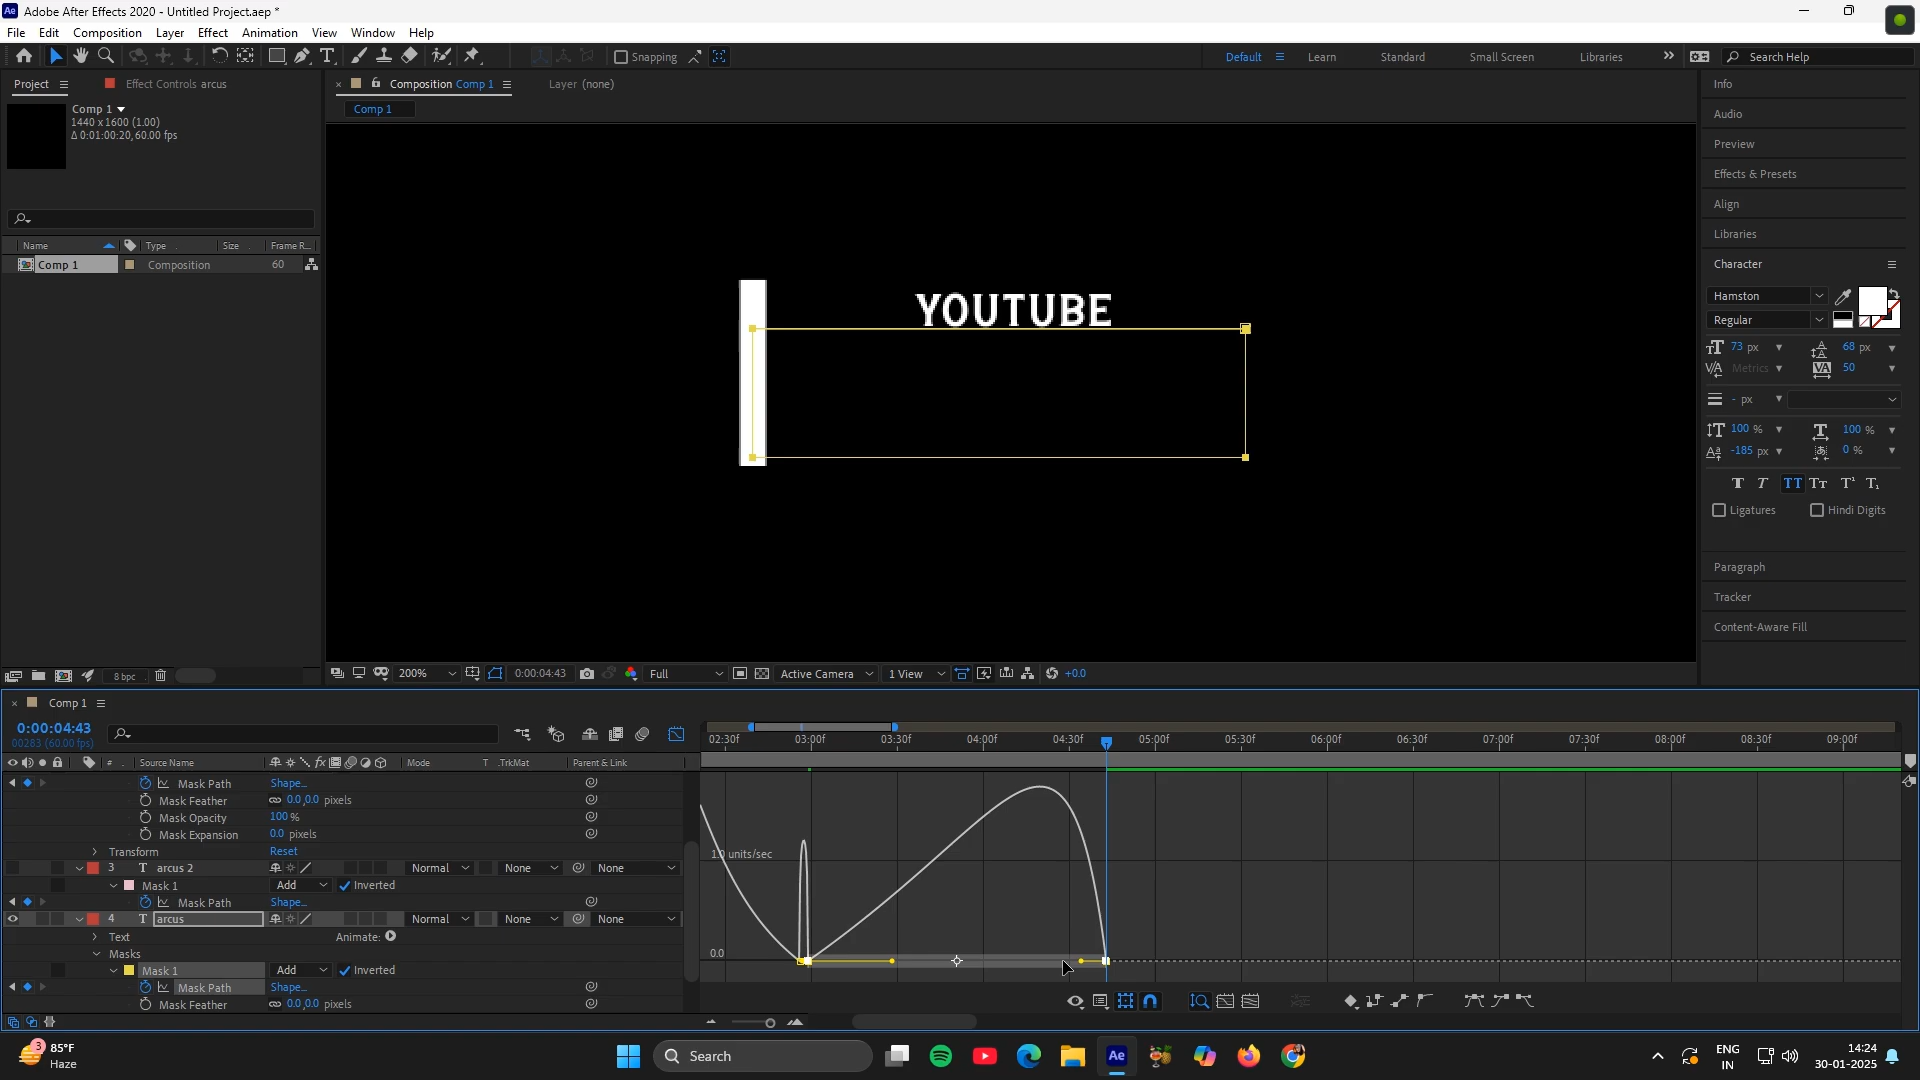 Adobe After Effects 2020 - Untitled Project.aep *
File Edit Composition Layer Effect Animation View Window Help
Snapping
Default Learn Standard Small Screen Libraries Search Help
Project Effect Controls arcus
Comp 1
1440 x 1600 (1.00)
Δ 0:01:00:20, 60.00 fps
Name Type Size Frame R...
Comp 1 Composition 60
8 bpc
Composition Comp 1 Layer (none)
Comp 1
YOUTUBE
200% 0:00:04:43 Full Active Camera 1 View +0.0
Info
Audio
Preview
Effects & Presets
Align
Libraries
Character
Hamston
Regular
73 px 68 px
Metrics 50
- px
100 % 100 %
-185 px 0 %
Ligatures Hindi Digits
Paragraph
Tracker
Content-Aware Fill
Comp 1
0:00:04:43
00283 (60.00 fps)
# Source Name Mode T .TrkMat Parent & Link
Mask Path Shape...
Mask Feather 0.0,0.0 pixels
Mask Opacity 100 %
Mask Expansion 0.0 pixels
Transform Reset
3 T arcus 2 Normal None None
Mask 1 Add Inverted
Mask Path Shape...
4 T arcus Normal None None
Text Animate:
Masks
Mask 1 Add Inverted
Mask Path Shape...
Mask Feather 0.0,0.0 pixels
02:30f 03:00f 03:30f 04:00f 04:30f 05:00f 05:30f 06:00f 06:30f 07:00f 07:30f 08:00f 08:30f 09:00f
1.0 units/sec
0.0
3
85°F
Haze
Search
Ae
ENG
IN
14:24
30-01-2025